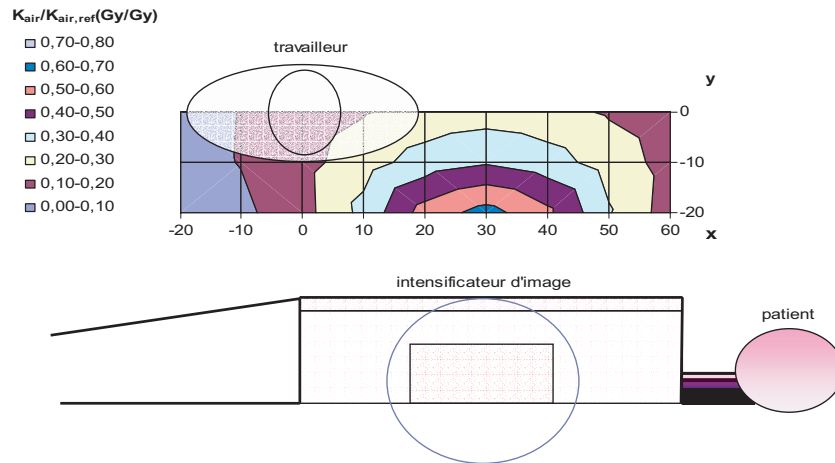 K_air/K_air,ref(Gy/Gy)
0,70-0,80
0,60-0,70
0,50-0,60
0,40-0,50
0,30-0,40
0,20-0,30
0,10-0,20
0,00-0,10
travailleur
y
0
-10
-20
-20 -10 0 10 20 30 40 50 60 x
intensificateur d'image
patient